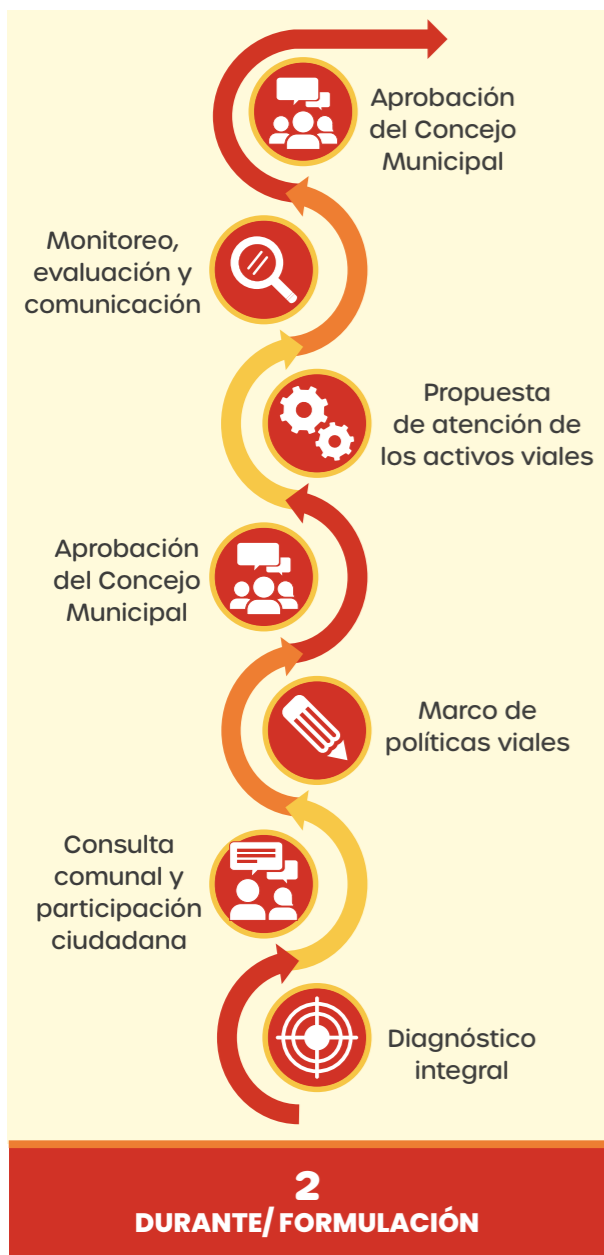 Aprobación
del Concejo
Municipal
Monitoreo,
evaluación y
comunicación
Propuesta
de atención de
los activos viales
Aprobación
del Concejo
Municipal
Marco de
políticas viales
Consulta
comunal y
participación
ciudadana
Diagnóstico
integral
2
DURANTE/ FORMULACIÓN